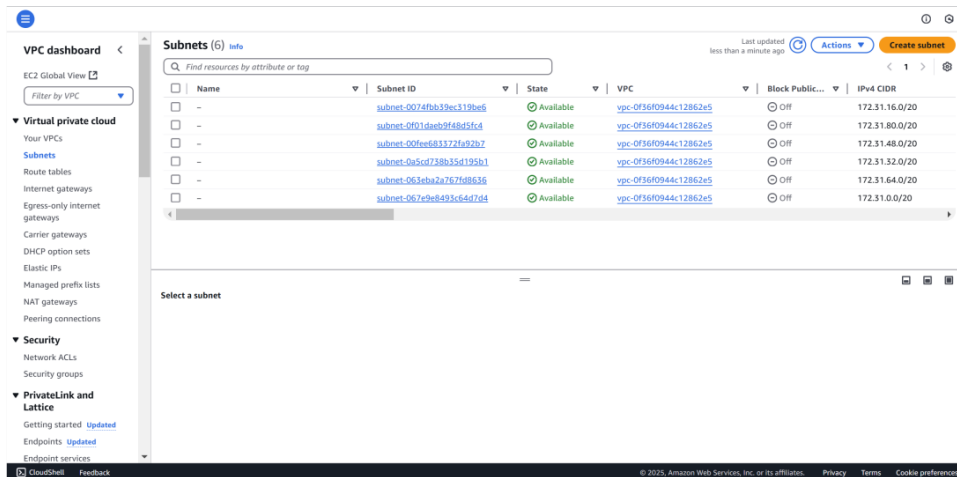 VPC dashboard
EC2 Global View
Filter by VPC
Virtual private cloud
Your VPCs
Subnets
Route tables
Internet gateways
Egress-only internet
gateways
Carrier gateways
DHCP option sets
Elastic IPs
Managed prefix lists
NAT gateways
Peering connections
Security
Network ACLs
Security groups
PrivateLink and
Lattice
Getting started Updated
Endpoints Updated
Endpoint services
Subnets (6) Info
Last updated
less than a minute ago
Actions
Create subnet
Find resources by attribute or tag
1
Name Subnet ID State VPC Block Public... IPv4 CIDR
– subnet-0074fbb39ec319be6 Available vpc-0f36f0944c12862e5 Off 172.31.16.0/20
– subnet-0f01daeb9f48d5fc4 Available vpc-0f36f0944c12862e5 Off 172.31.80.0/20
– subnet-00fee683372fa92b7 Available vpc-0f36f0944c12862e5 Off 172.31.48.0/20
– subnet-0a5cd738b35d195b1 Available vpc-0f36f0944c12862e5 Off 172.31.32.0/20
– subnet-063eba2a767fd8636 Available vpc-0f36f0944c12862e5 Off 172.31.64.0/20
– subnet-067e9e8493c64d7d4 Available vpc-0f36f0944c12862e5 Off 172.31.0.0/20
Select a subnet
CloudShell Feedback
© 2025, Amazon Web Services, Inc. or its affiliates. Privacy Terms Cookie preferences